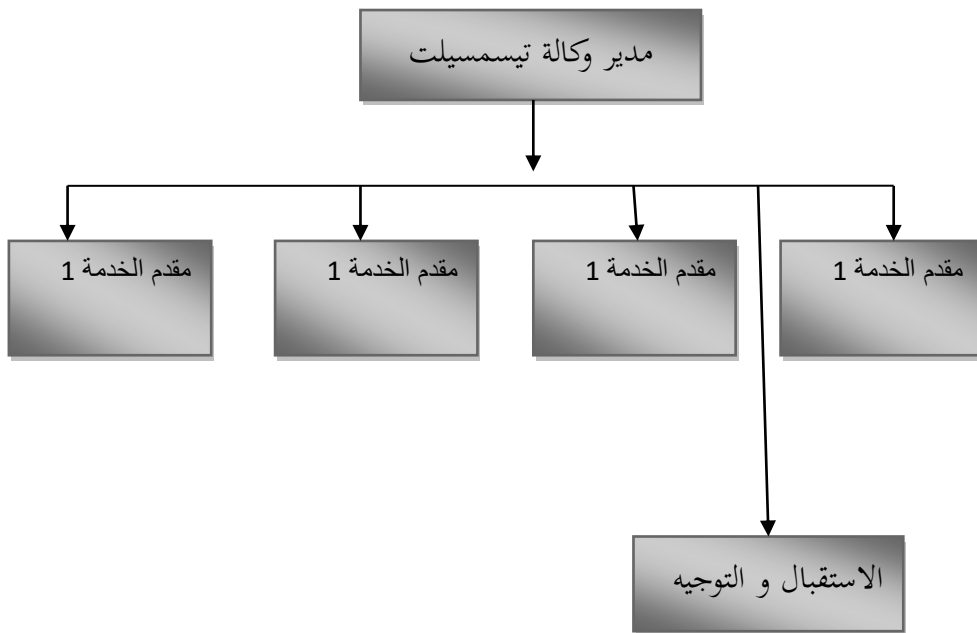 مدير وكالة تيسمسيلت
مقدم الخدمة 1
مقدم الخدمة 1
مقدم الخدمة 1
مقدم الخدمة 1
الاستقبال و التوجيه